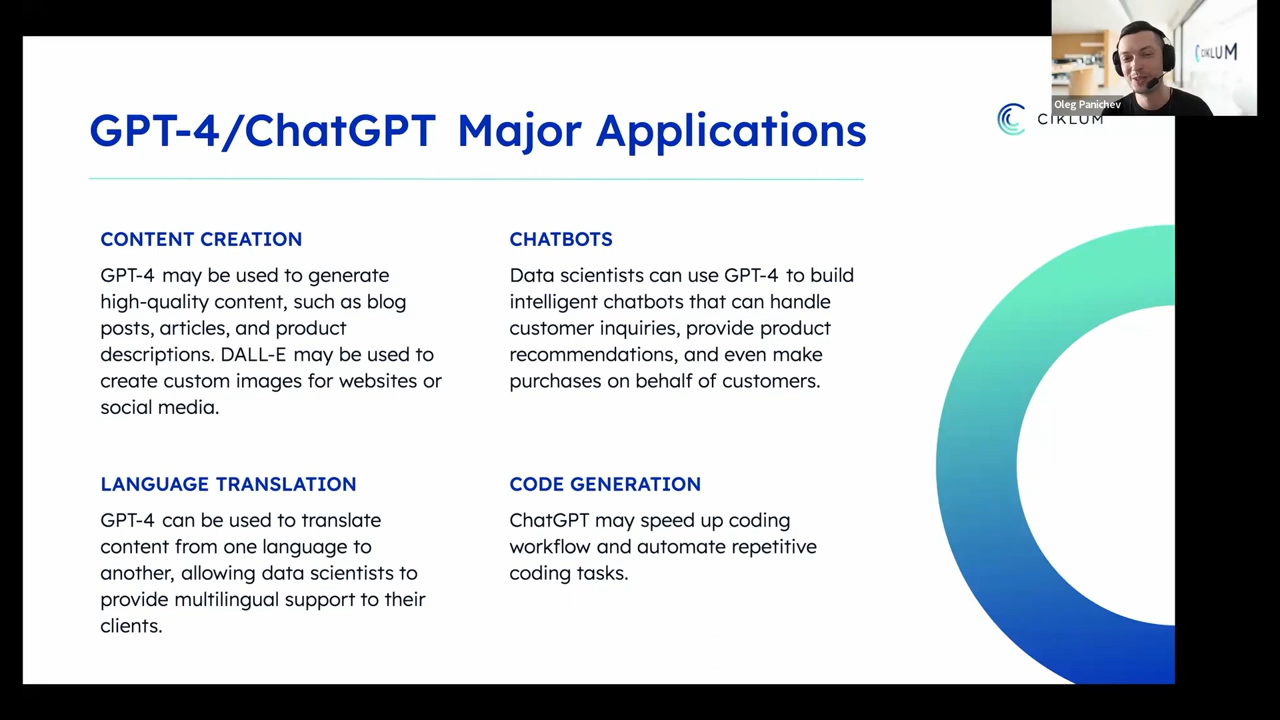 GPT-4/ChatGPT Major Applications
CIKLUM
Oleg Panichev
CIKLUM
CONTENT CREATION
GPT-4 may be used to generate
high-quality content, such as blog
posts, articles, and product
descriptions. DALL-E may be used to
create custom images for websites or
social media.
CHATBOTS
Data scientists can use GPT-4 to build
intelligent chatbots that can handle
customer inquiries, provide product
recommendations, and even make
purchases on behalf of customers.
LANGUAGE TRANSLATION
GPT-4 can be used to translate
content from one language to
another, allowing data scientists to
provide multilingual support to their
clients.
CODE GENERATION
ChatGPT may speed up coding
workflow and automate repetitive
coding tasks.